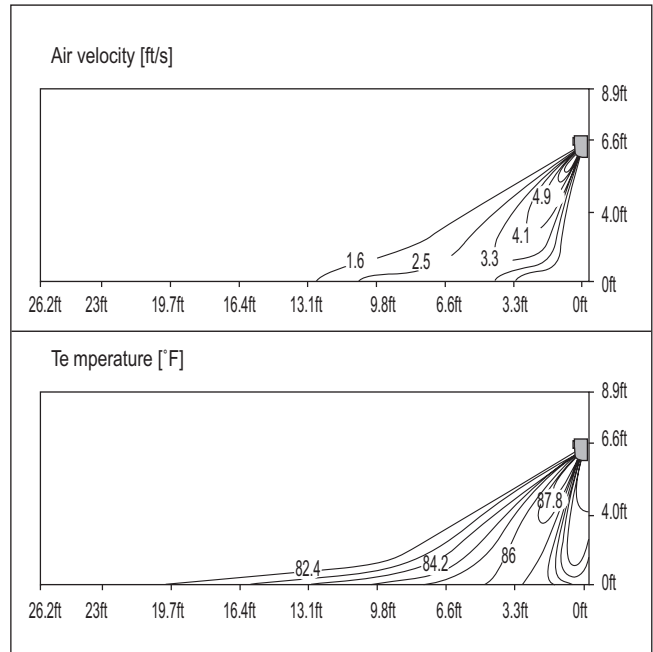 Air velocity [ft/s]
8.9ft
6.6ft
4.9
4.0ft
4.1
1.6 2.5 3.3
0ft
26.2ft 23ft 19.7ft 16.4ft 13.1ft 9.8ft 6.6ft 3.3ft 0ft
Te mperature [˚F]
8.9ft
6.6ft
87.8
4.0ft
82.4 84.2 86
0ft
26.2ft 23ft 19.7ft 16.4ft 13.1ft 9.8ft 6.6ft 3.3ft 0ft